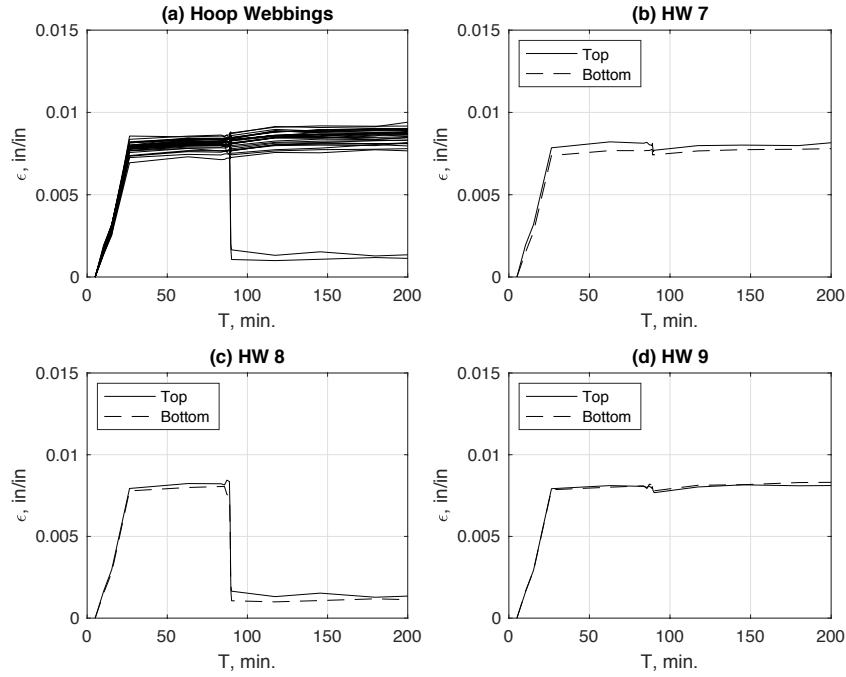 (a) Hoop Webbings
0.015
0.01
0.005
0
ϵ, in/in
0 50 100 150 200
T, min.
(b) HW 7
Top
Bottom
0.015
0.01
0.005
0
ϵ, in/in
0 50 100 150 200
T, min.
(c) HW 8
Top
Bottom
0.015
0.01
0.005
0
ϵ, in/in
0 50 100 150 200
T, min.
(d) HW 9
Top
Bottom
0.015
0.01
0.005
0
ϵ, in/in
0 50 100 150 200
T, min.